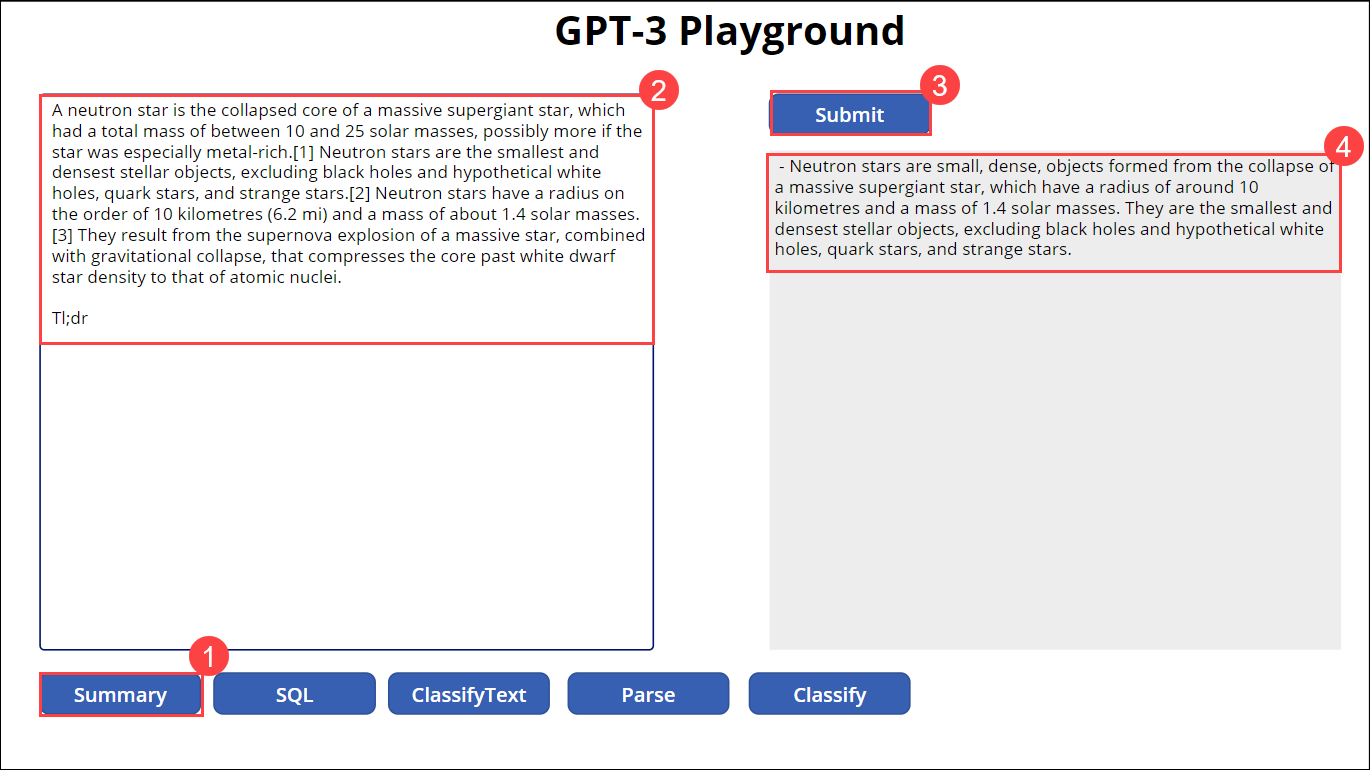 GPT-3 Playground
2
A neutron star is the collapsed core of a massive supergiant star, which
had a total mass of between 10 and 25 solar masses, possibly more if the
star was especially metal-rich.[1] Neutron stars are the smallest and
densest stellar objects, excluding black holes and hypothetical white
holes, quark stars, and strange stars.[2] Neutron stars have a radius on
the order of 10 kilometres (6.2 mi) and a mass of about 1.4 solar masses.
[3] They result from the supernova explosion of a massive star, combined
with gravitational collapse, that compresses the core past white dwarf
star density to that of atomic nuclei.
Tl;dr
3
Submit
4
- Neutron stars are small, dense, objects formed from the collapse of
a massive supergiant star, which have a radius of around 10
kilometres and a mass of 1.4 solar masses. They are the smallest and
densest stellar objects, excluding black holes and hypothetical white
holes, quark stars, and strange stars.
1
Summary
SQL
ClassifyText
Parse
Classify